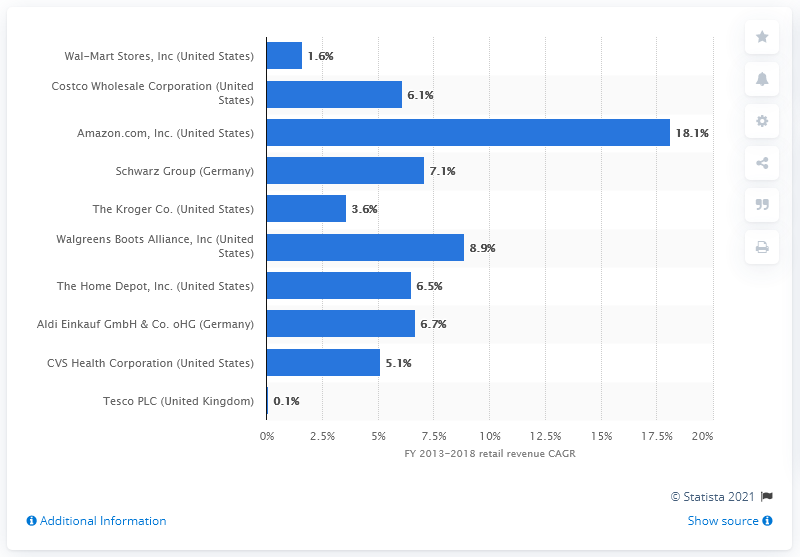 Wal-Mart Stores, Inc (United States)
1.6%
Costco Wholesale Corporation (United
States)
6.1%
Amazon.com, Inc. (United States)
18.1%
Schwarz Group (Germany)
7.1%
The Kroger Co. (United States)
3.6%
Walgreens Boots Alliance, Inc (United
States)
8.9%
The Home Depot, Inc. (United States)
6.5%
Aldi Einkauf GmbH & Co. oHG (Germany)
6.7%
CVS Health Corporation (United States)
5.1%
Tesco PLC (United Kingdom)
0.1%
0% 2.5% 5% 7.5% 10% 12.5% 15% 17.5% 20%
FY 2013-2018 retail revenue CAGR
© Statista 2021
Additional Information
Show source